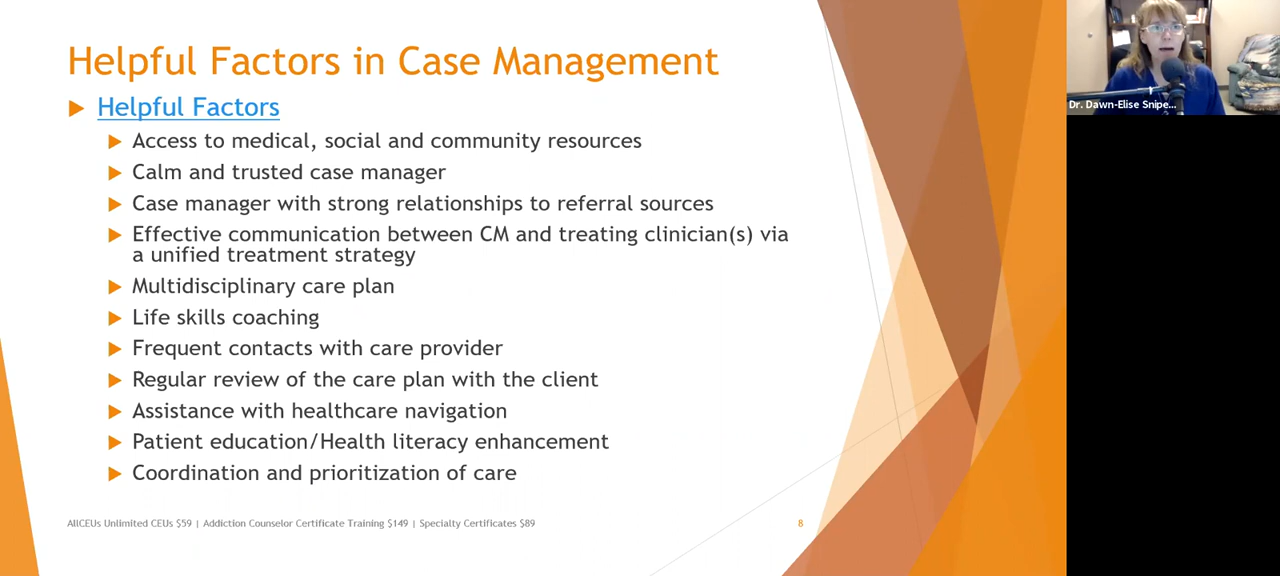 Helpful Factors in Case Management
Helpful Factors
Access to medical, social and community resources
Calm and trusted case manager
Case manager with strong relationships to referral sources
Effective communication between CM and treating clinician(s) via
a unified treatment strategy
Multidisciplinary care plan
Life skills coaching
Frequent contacts with care provider
Regular review of the care plan with the client
Assistance with healthcare navigation
Patient education/Health literacy enhancement
Coordination and prioritization of care
AllCEUs Unlimited CEUs $59 | Addiction Counselor Certificate Training $149 | Specialty Certificates $89
8
Dr. Dawn-Elise Snipe...